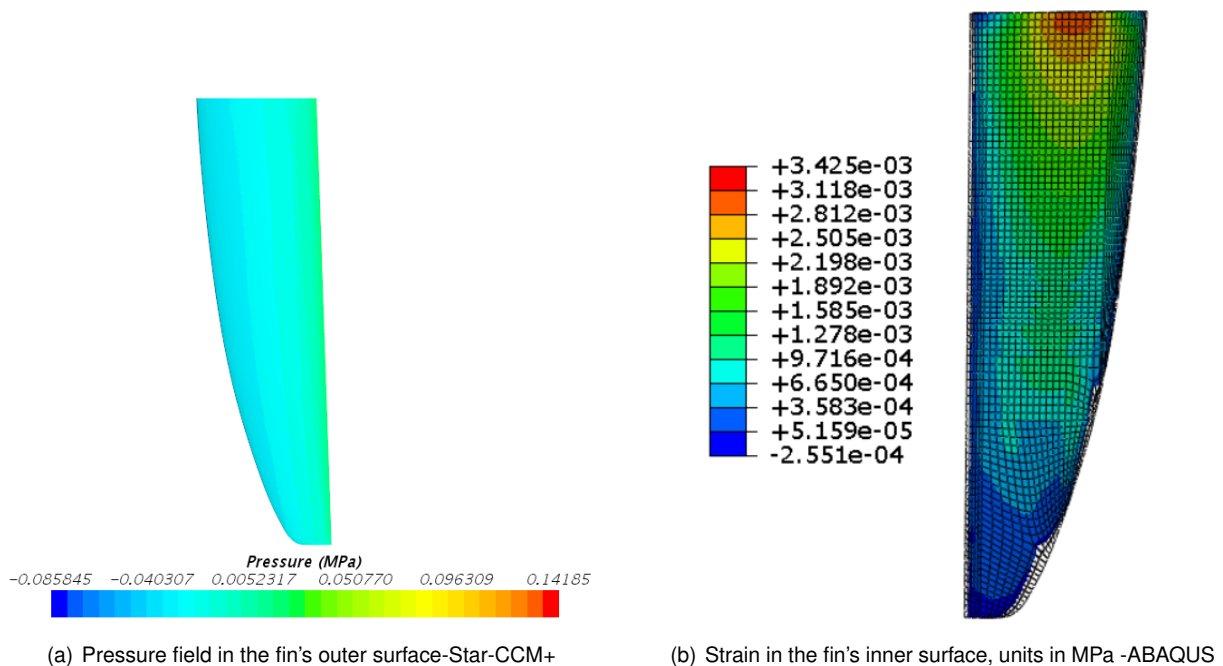 +3.425e-03
+3.118e-03
+2.812e-03
+2.505e-03
+2.198e-03
+1.892e-03
+1.585e-03
+1.278e-03
+9.716e-04
+6.650e-04
+3.583e-04
+5.159e-05
-2.551e-04
Pressure (MPa)
-0.085845 -0.040307 0.0052317 0.050770 0.096309 0.14185
(a) Pressure field in the fin's outer surface-Star-CCM+
(b) Strain in the fin's inner surface, units in MPa -ABAQUS